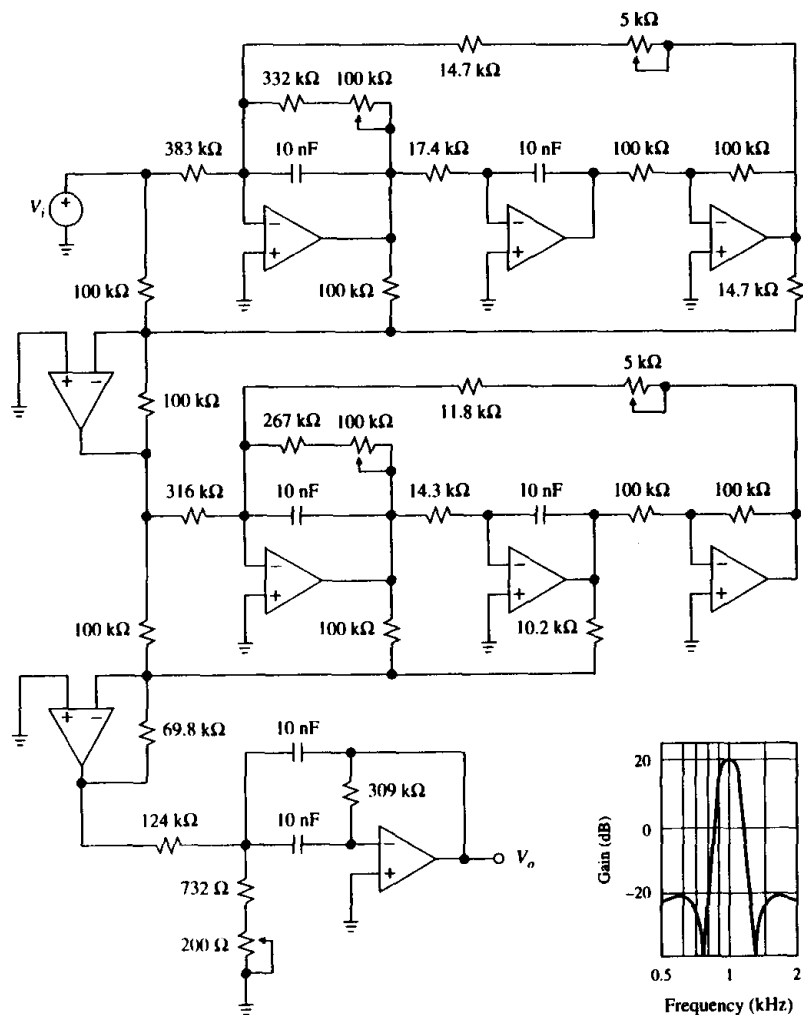 5 kΩ
14.7 kΩ
332 kΩ 100 kΩ
383 kΩ 10 nF 17.4 kΩ 10 nF 100 kΩ 100 kΩ
Vi
+
−
+
−
+
−
+
100 kΩ 100 kΩ 14.7 kΩ
+ −
5 kΩ
100 kΩ 11.8 kΩ
267 kΩ 100 kΩ
316 kΩ 10 nF 14.3 kΩ 10 nF 100 kΩ 100 kΩ
−
+
−
+
−
+
100 kΩ 100 kΩ 10.2 kΩ
+ −
69.8 kΩ 10 nF
309 kΩ
124 kΩ 10 nF
−
+
Vo
732 Ω
200 Ω
Gain (dB)
20
0
−20
0.5 1 2
Frequency (kHz)